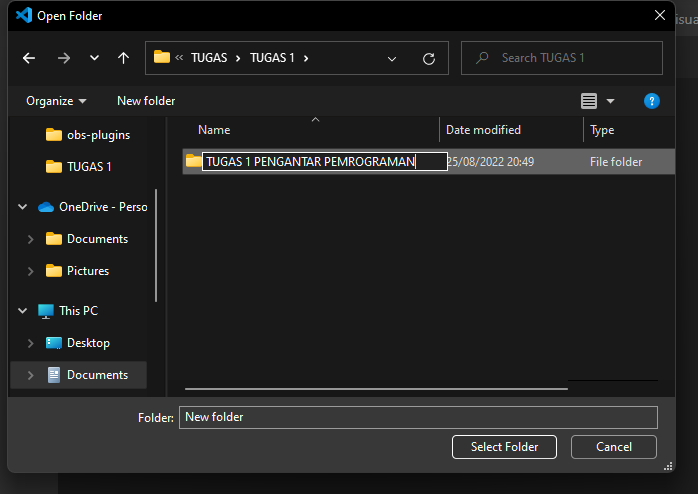 Open Folder
isua
TUGAS
TUGAS 1
Search TUGAS 1
Organize
New folder
Name
Date modified
Type
obs-plugins
TUGAS 1
OneDrive - Perso
Documents
Pictures
This PC
Desktop
Documents
TUGAS 1 PENGANTAR PEMROGRAMAN
25/08/2022 20:49
File folder
Folder:
New folder
Select Folder
Cancel